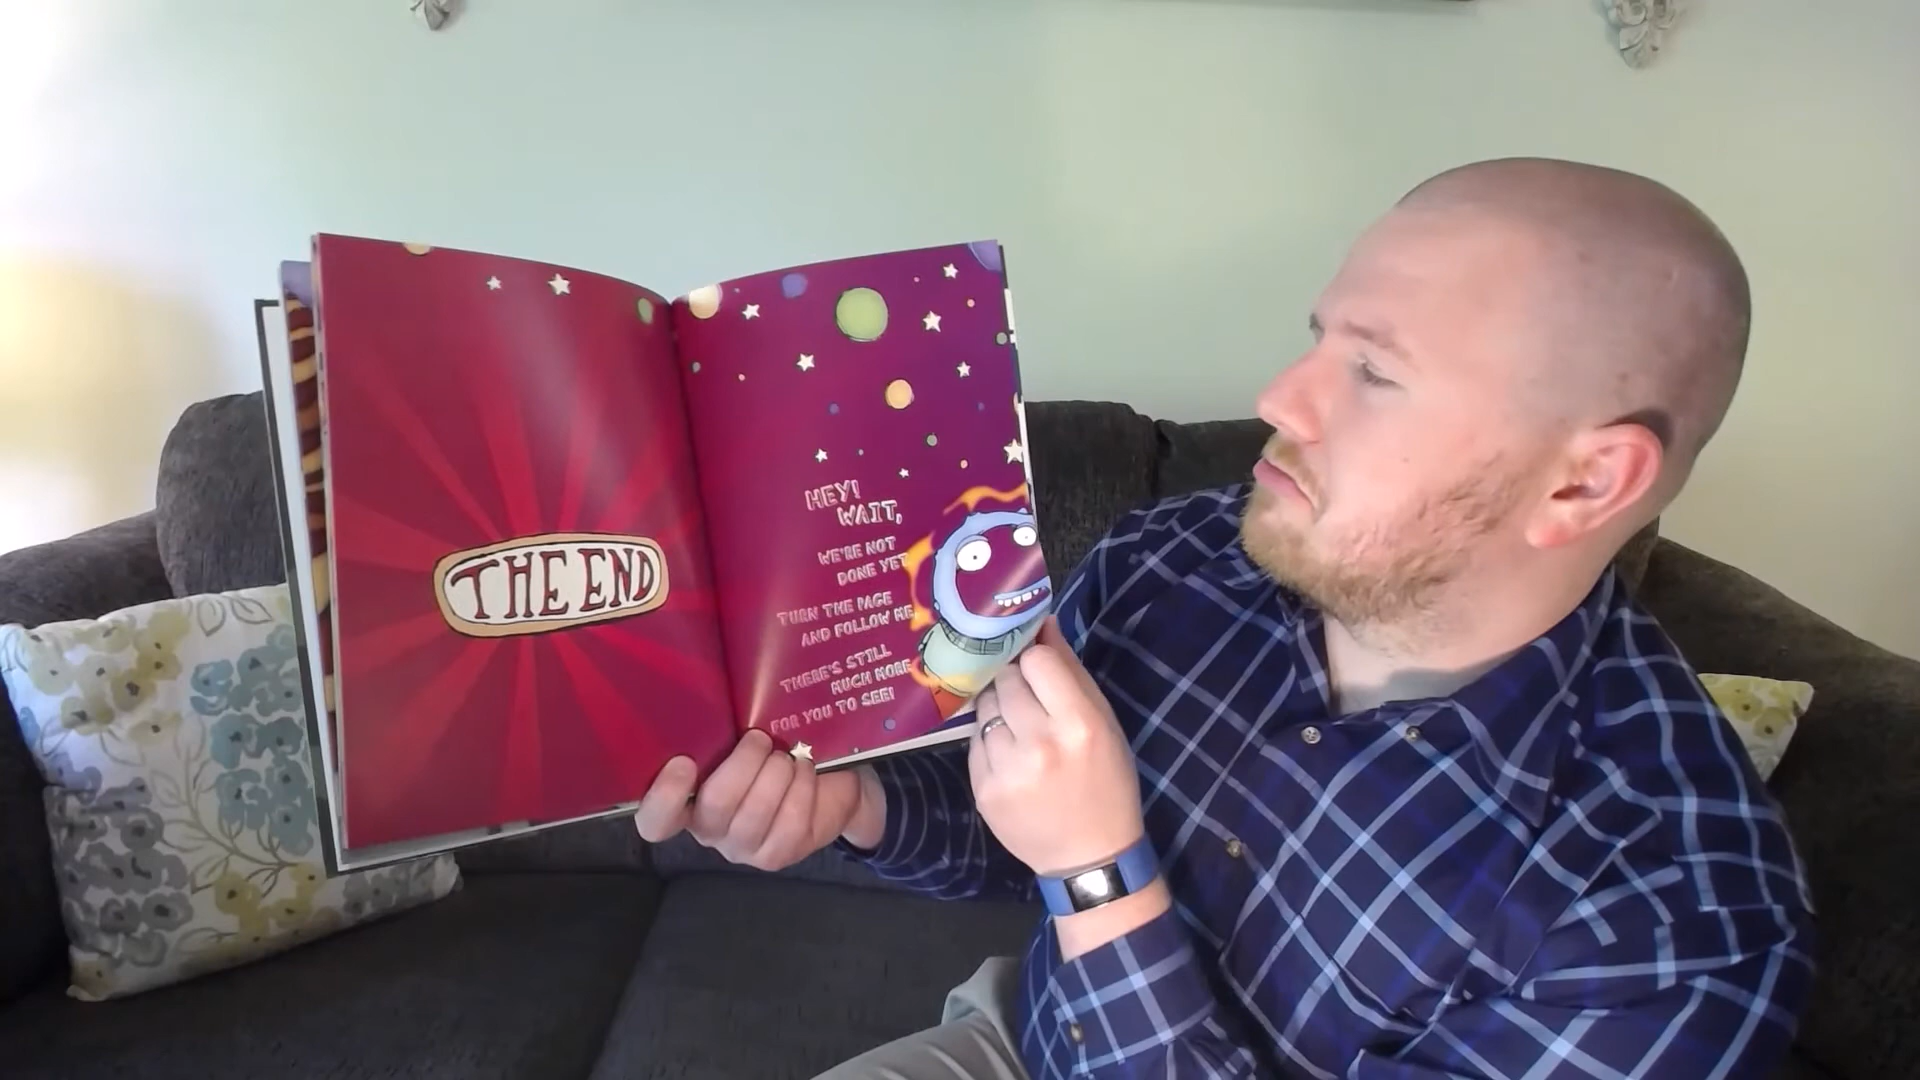 THE END
HEY!
WAIT,
WE'RE NOT
DONE YET
TURN THE PAGE
AND FOLLOW ME
THERE'S STILL
MUCH MORE
FOR YOU TO SEE!